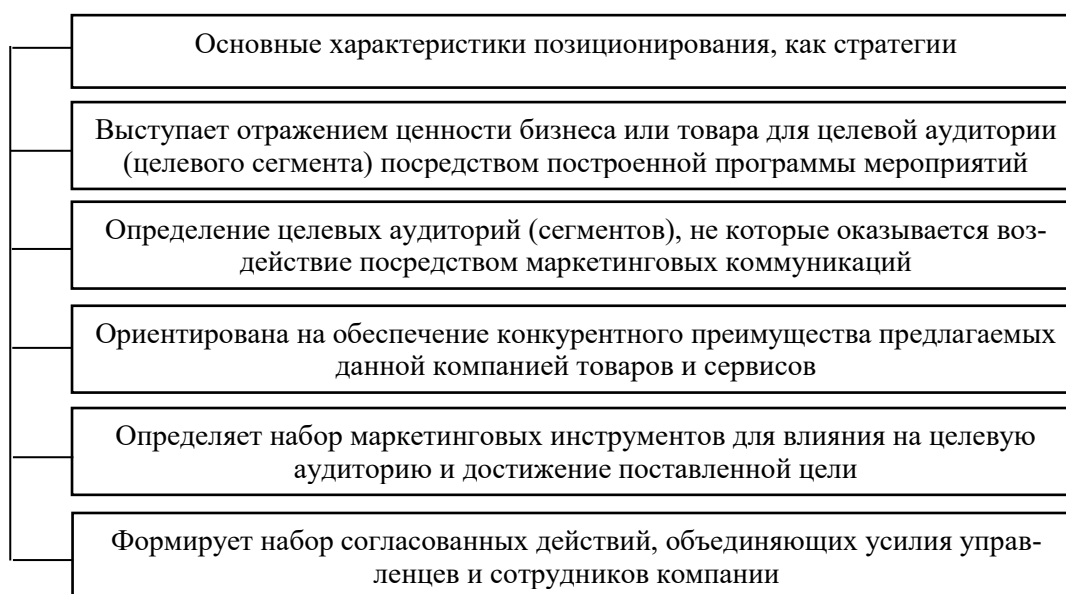 Основные характеристики позиционирования, как стратегии
Выступает отражением ценности бизнеса или товара для целевой аудитории
(целевого сегмента) посредством построенной программы мероприятий
Определение целевых аудиторий (сегментов), не которые оказывается воз-
действие посредством маркетинговых коммуникаций
Ориентирована на обеспечение конкурентного преимущества предлагаемых
данной компанией товаров и сервисов
Определяет набор маркетинговых инструментов для влияния на целевую
аудиторию и достижение поставленной цели
Формирует набор согласованных действий, объединяющих усилия управ-
ленцев и сотрудников компании